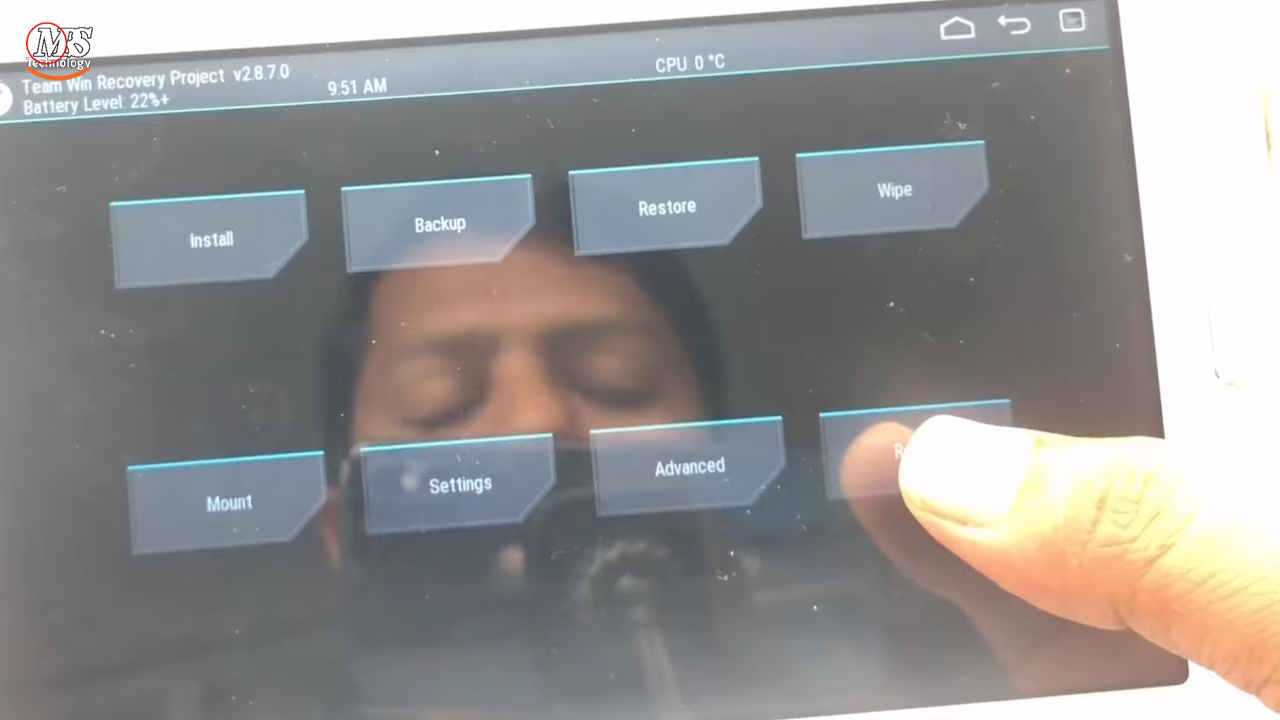 MS
Technology
Team Win Recovery Project v2.8.7.0
Battery Level: 22%+
9:51 AM
CPU: 0 °C
Install
Backup
Restore
Wipe
Mount
Settings
Advanced